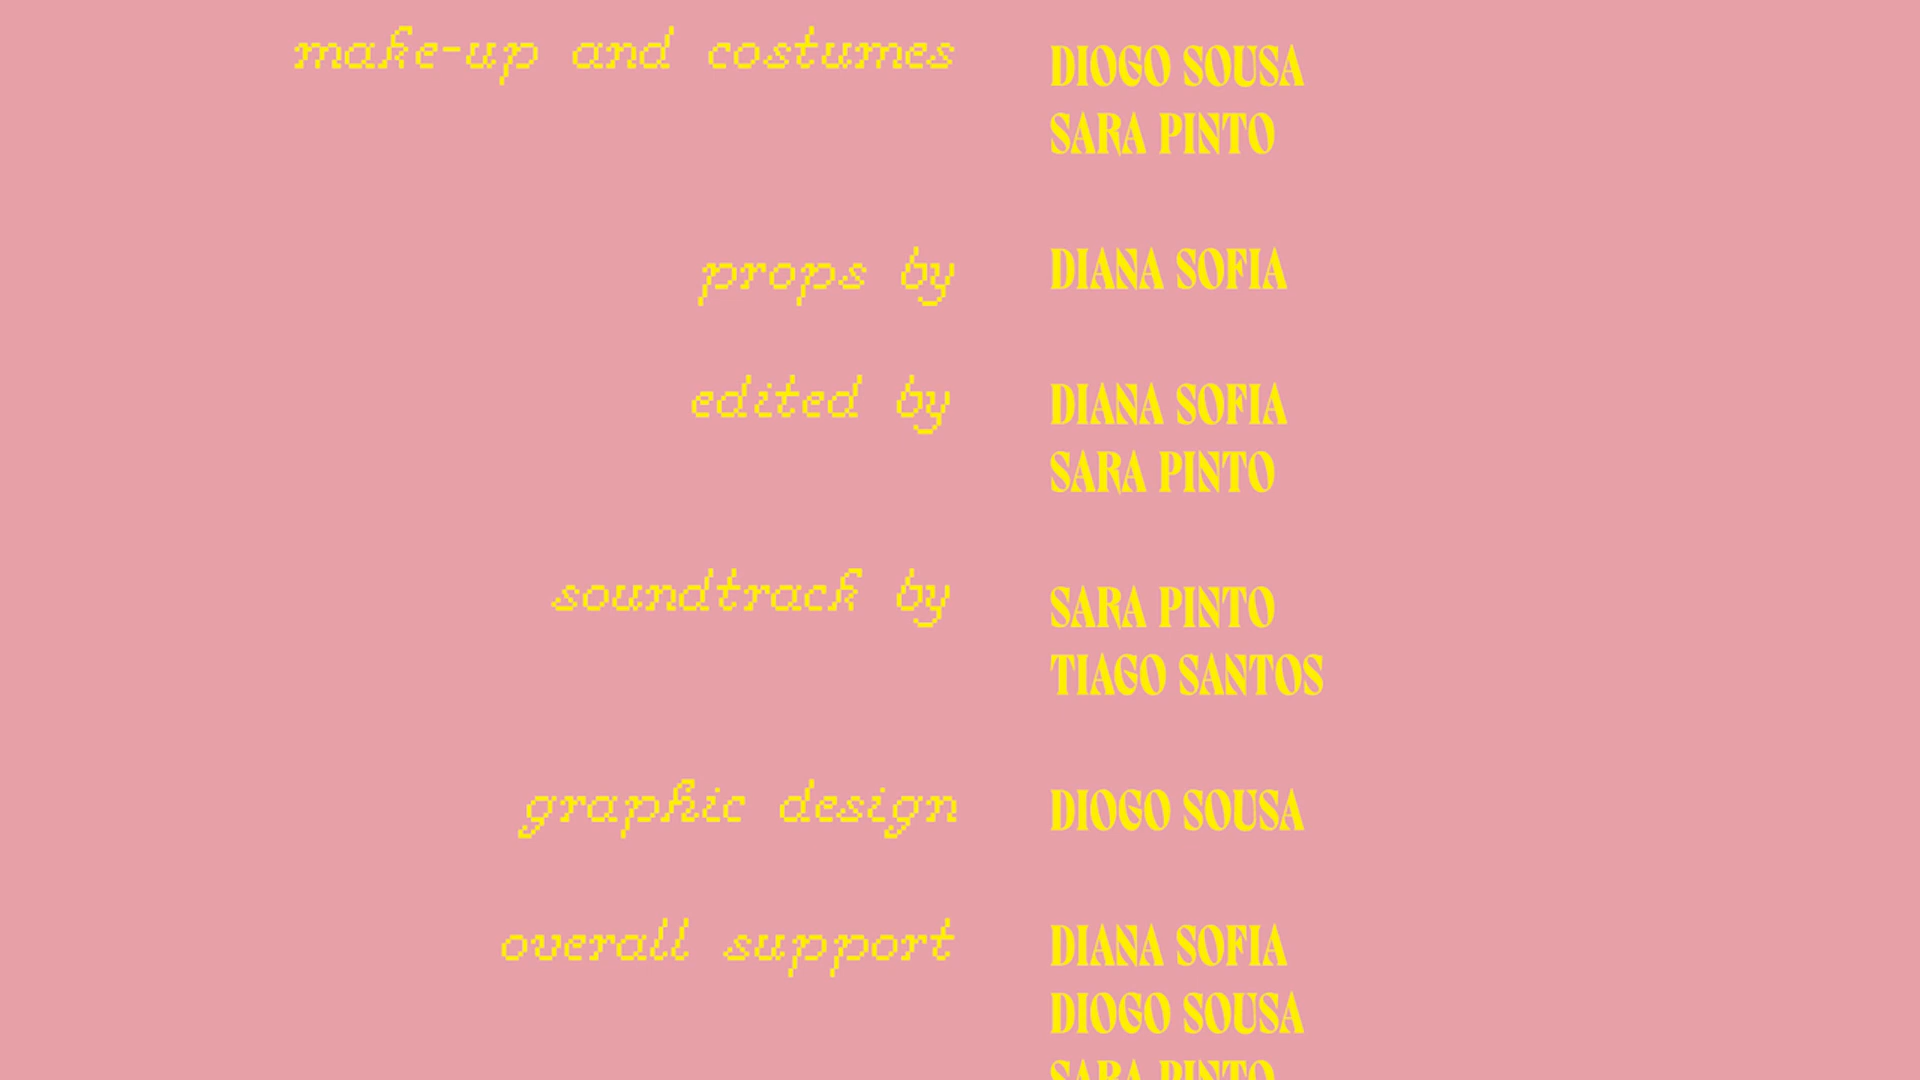 make-up and costumes DIOGO SOUSA
SARA PINTO
props by DIANA SOFIA
edited by DIANA SOFIA
SARA PINTO
soundtrack by SARA PINTO
TIAGO SANTOS
graphic design DIOGO SOUSA
overall support DIANA SOFIA
DIOGO SOUSA
SARA PINTO